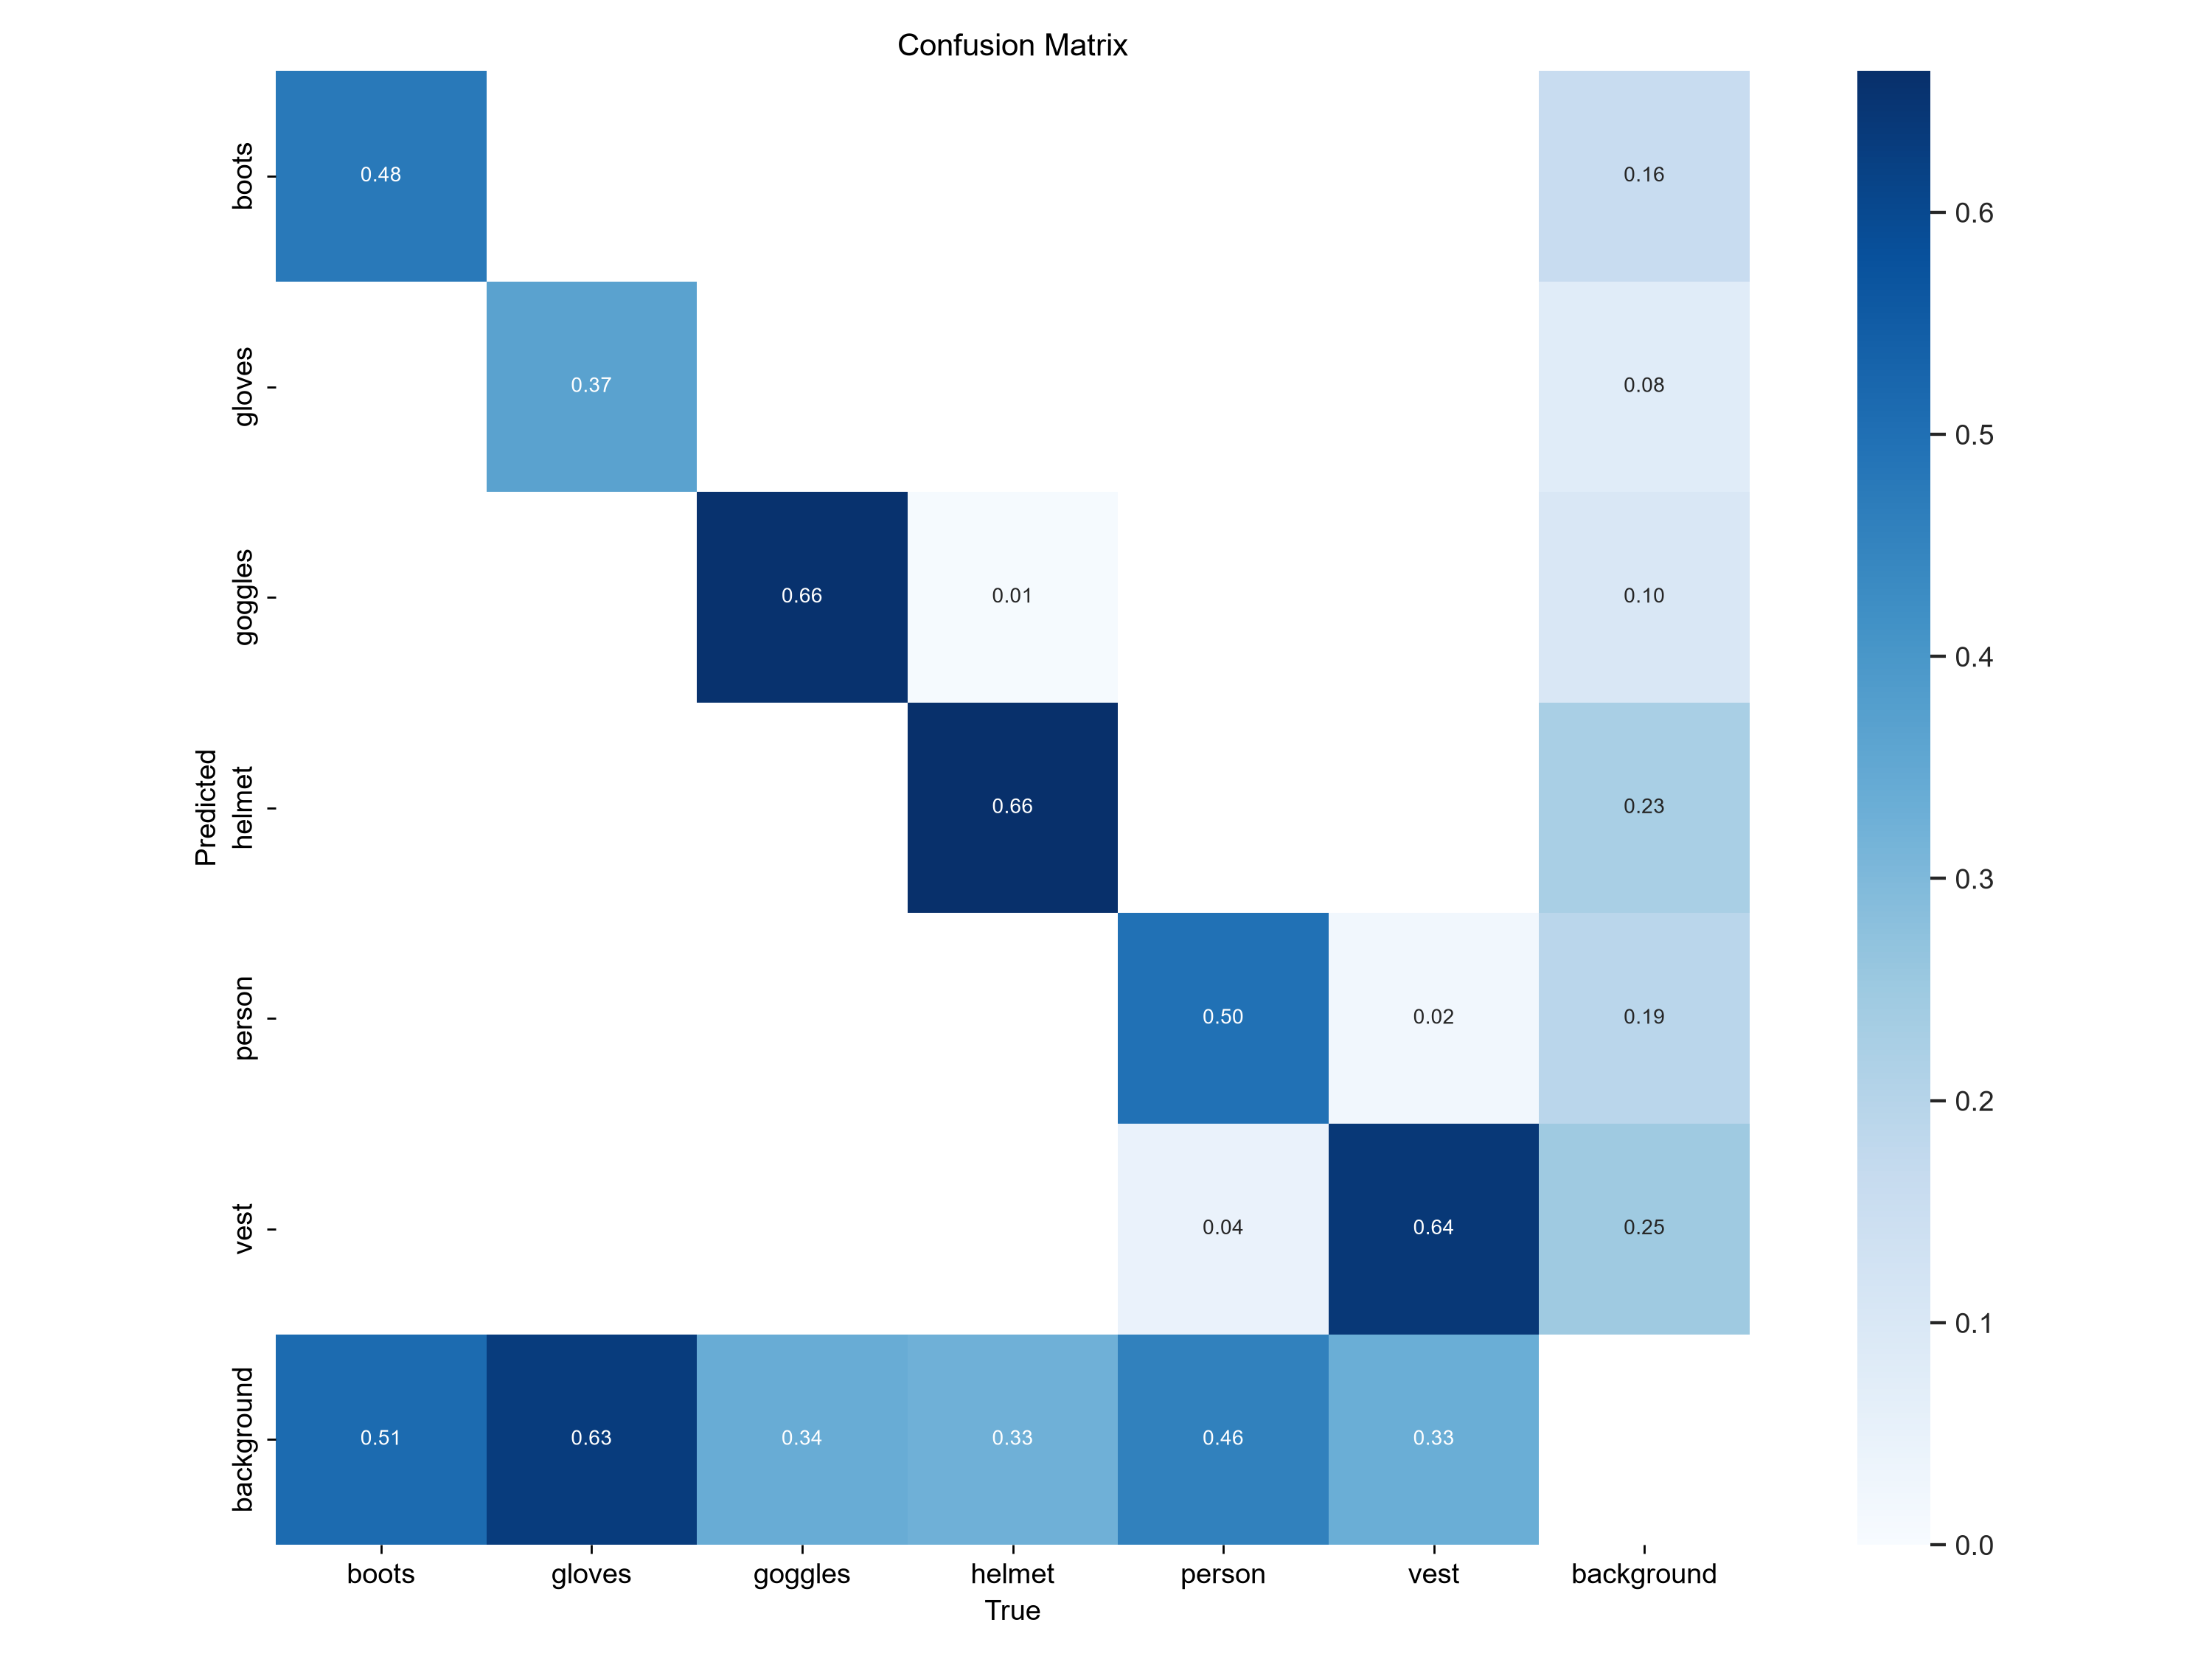 Confusion Matrix
boots
0.48
0.16
0.6
gloves
0.37
0.08
0.5
goggles
0.66
0.01
0.10
0.4
Predicted
helmet
0.66
0.23
0.3
person
0.50
0.02
0.19
0.2
vest
0.04
0.64
0.25
0.1
background
0.51
0.63
0.34
0.33
0.46
0.33
0.0
boots
gloves
goggles
helmet
person
vest
background
True